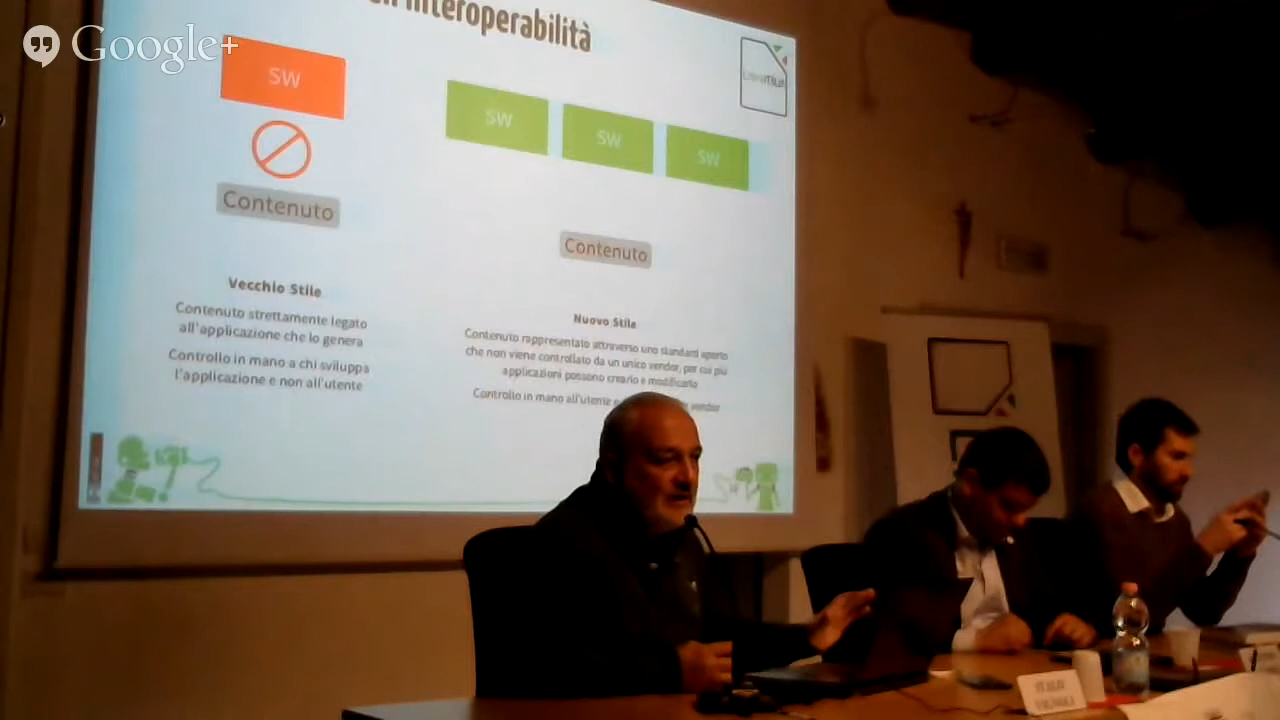 Google+
interoperabilità
SW
SW
SW
SW
Contenuto
Contenuto
Vecchio Stile
Contenuto strettamente legato
all'applicazione che lo genera
Controllo in mano a chi sviluppa
l'applicazione e non all'utente
Nuovo Stile
Contenuto rappresentato attraverso uno standard aperto
che non viene controllato da un unico vendor, per cui più
applicazioni possono crearlo e modificarlo
Controllo in mano all'utente e
vendor